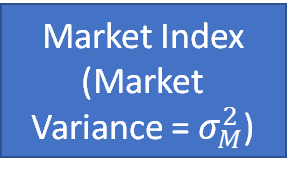 Market Index
(Market
Variance = σ²_M)